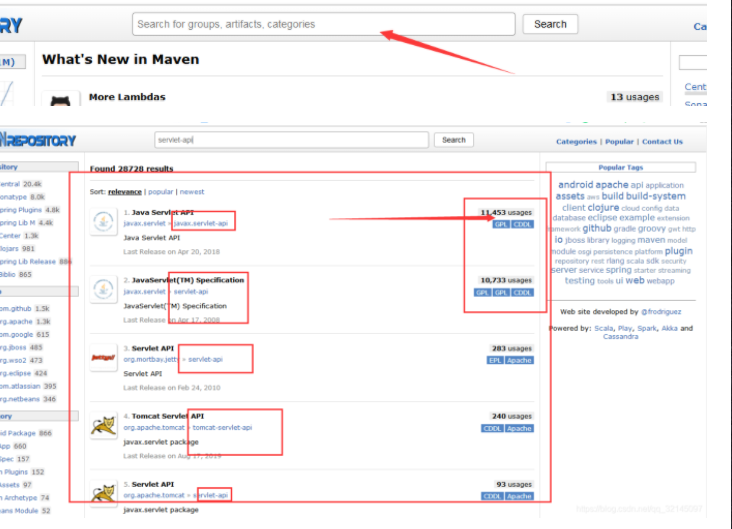 RY
Search for groups, artifacts, categories
Search
Ca
M)
What's New in Maven
More Lambdas
13 usages
Cent
Sona
NREPOSITORY
servlet-api
Search
Categories | Popular | Contact Us
sitory
Found 28728 results
Popular Tags
entral 20.4k
onatype 8.0k
pring Plugins 4.8k
pring Lib M 4.4k
Center 1.3k
lojars 981
pring Lib Release 886
Biblio 865
Sort: relevance | popular | newest
1. Java Servlet API
11,453 usages
javax.servlet » javax.servlet-api
GPL CDDL
Java Servlet API
Last Release on Apr 20, 2018
2. JavaServlet(TM) Specification
10,733 usages
javax.servlet » servlet-api
GPL GPL CDDL
JavaServlet(TM) Specification
Last Release on Apr 17, 2008
3. Servlet API
283 usages
org.mortbay.jetty » servlet-api
EPL Apache
Servlet API
Last Release on Feb 24, 2010
4. Tomcat Servlet API
240 usages
org.apache.tomcat » tomcat-servlet-api
CDDL Apache
javax.servlet package
Last Release on Aug 17, 2019
5. Servlet API
93 usages
org.apache.tomcat » servlet-api
CDDL Apache
javax.servlet package
om.github 1.5k
rg.apache 1.3k
om.google 615
rg.jboss 485
rg.wso2 473
rg.eclipse 424
om.atlassian 395
rg.netbeans 346
ory
id Package 866
App 660
Spec 157
n Plugins 152
Assets 97
n Archetype 74
ans Module 52
android apache api application
assets aws build build-system
client clojure cloud config data
database eclipse example extension
framework github gradle groovy gwt http
io jboss library logging maven model
module osgi persistence platform plugin
repository rest rlang scala sdk security
server service spring starter streaming
testing tools ui web webapp
Web site developed by @frodriguez
Powered by: Scala, Play, Spark, Akka and
Cassandra